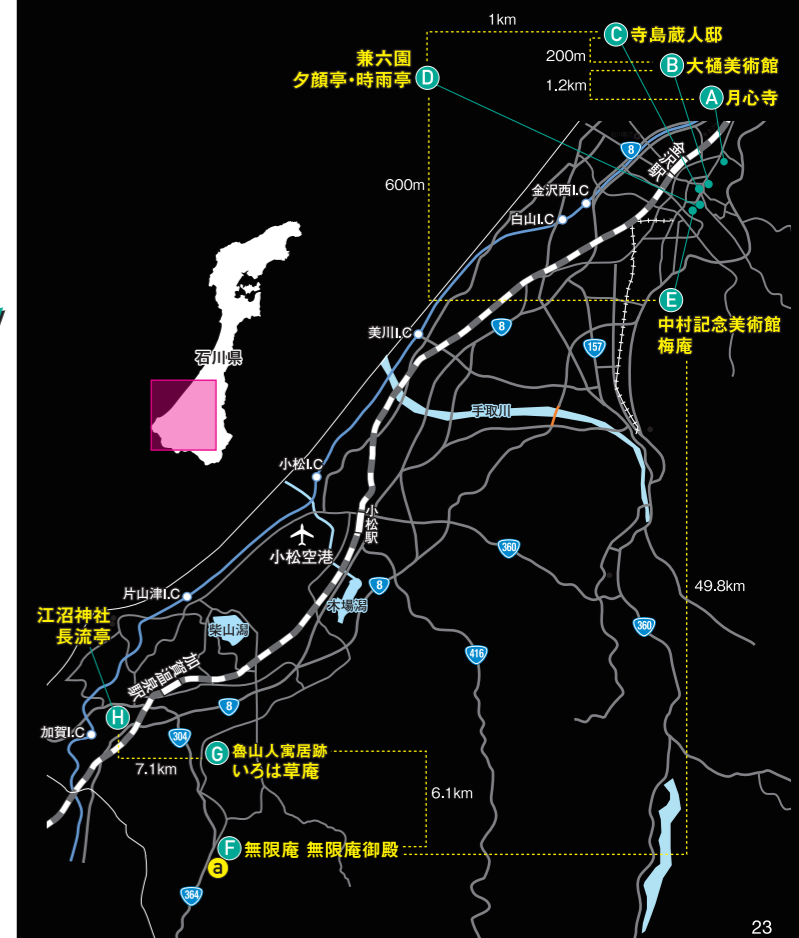 1km
C 寺島蔵人邸
200m
B 大樋美術館
1.2km
A 月心寺
兼六園
夕顔亭・時雨亭 D
600m
8
金沢駅
金沢西I.C
白山I.C
E
中村記念美術館
梅庵
美川I.C
8
157
石川県
手取川
小松I.C
小松駅
小松空港
360
8
49.8km
片山津I.C
木場潟
柴山潟
360
江沼神社
長流亭
416
加賀温泉駅
H
8
加賀I.C
304
G 魯山人寓居跡
いろは草庵
7.1km
6.1km
F 無限庵 無限庵御殿
a
364
23